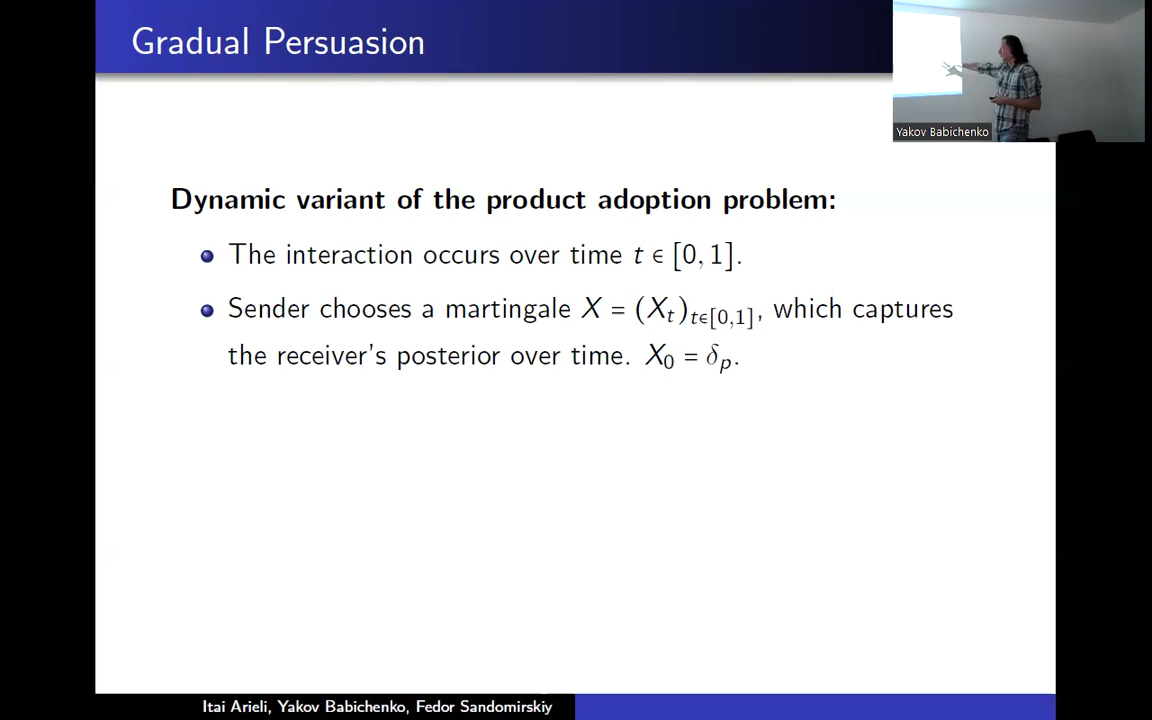 Gradual Persuasion
Yakov Babichenko
Dynamic variant of the product adoption problem:
The interaction occurs over time t ∈ [0, 1].
Sender chooses a martingale X = (X_t)_{t∈[0,1]}, which captures
the receiver's posterior over time. X_0 = δ_p.
Itai Arieli, Yakov Babichenko, Fedor Sandomirskiy